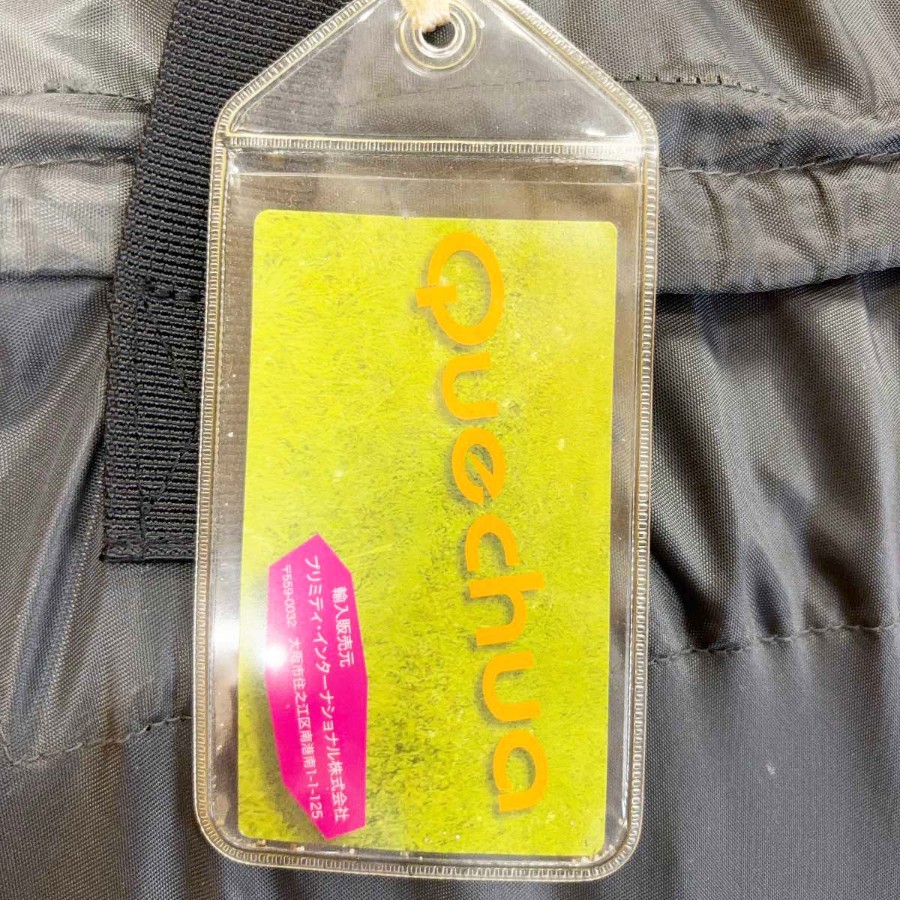 Quechua
輸入販売元
プリミティ・インターナショナル株式会社
〒559-0032 大阪市住之江区南港南1-1-125